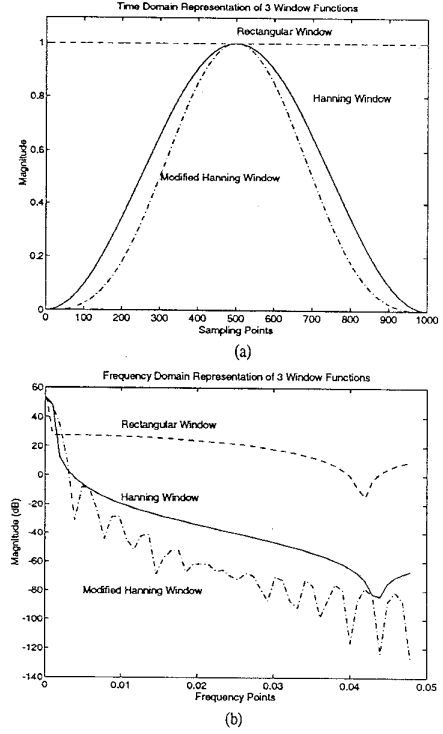 Time Domain Representation of 3 Window Functions
Rectangular Window
1
Hanning Window
0.8
0.6
Magnitude
Modified Hanning Window
0.4
0.2
0
0 100 200 300 400 500 600 700 800 900 1000
Sampling Points
(a)
Frequency Domain Representation of 3 Window Functions
60
40
Rectangular Window
20
0
Hanning Window
-20
Magnitude (dB)
-40
-60
-80
Modified Hanning Window
-100
-120
-140
0 0.01 0.02 0.03 0.04 0.05
Frequency Points
(b)